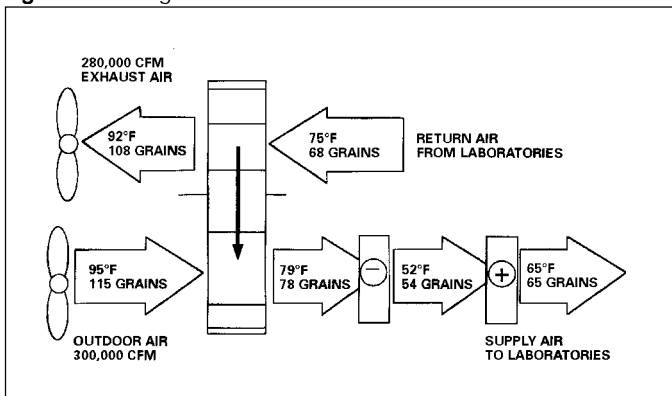 280,000 CFM
EXHAUST AIR
92°F
108 GRAINS
75°F
68 GRAINS
RETURN AIR
FROM LABORATORIES
95°F
115 GRAINS
79°F
78 GRAINS
−
52°F
54 GRAINS
+
65°F
65 GRAINS
OUTDOOR AIR
300,000 CFM
SUPPLY AIR
TO LABORATORIES